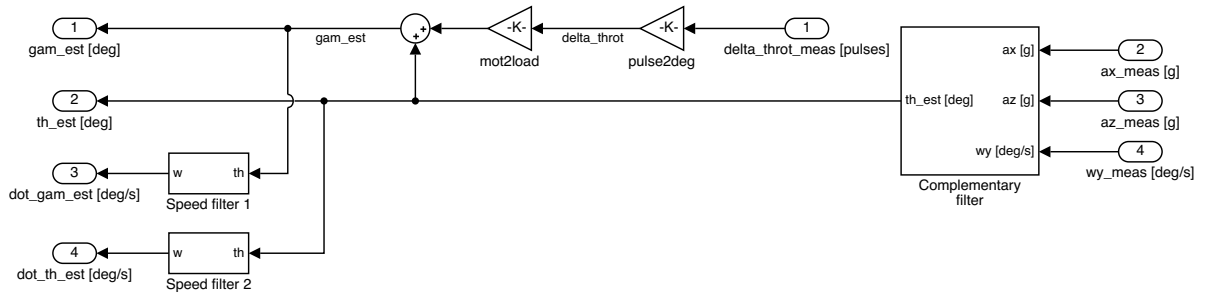 1
gam_est [deg]
gam_est
+
+
-K-
mot2load
delta_throt
-K-
pulse2deg
1
delta_throt_meas [pulses]
2
th_est [deg]
th_est [deg]
ax [g]
az [g]
wy [deg/s]
Complementary
filter
2
ax_meas [g]
3
az_meas [g]
4
wy_meas [deg/s]
3
dot_gam_est [deg/s]
w
th
Speed filter 1
4
dot_th_est [deg/s]
w
th
Speed filter 2